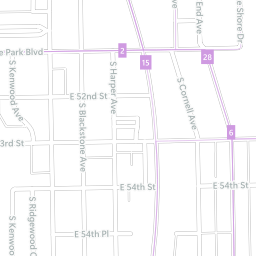 End Ave
e Shore Dr
e Park Blvd
2
28
15
S Kenwood Ave
S Harper Ave
S Cornell Ave
E 52nd St
S Blackstone Ave
6
3rd St
E 54th St
E 54th St
S Kenwoo
S Ridgewood C
E 54th Pl